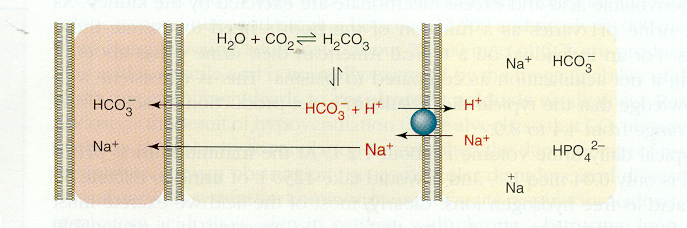 H₂O + CO₂ ⇌ H₂CO₃
Na⁺ HCO₃⁻
⇌
HCO₃⁻ HCO₃⁻ + H⁺ H⁺
Na⁺ Na⁺ Na⁺ HPO₄²⁻
+
Na